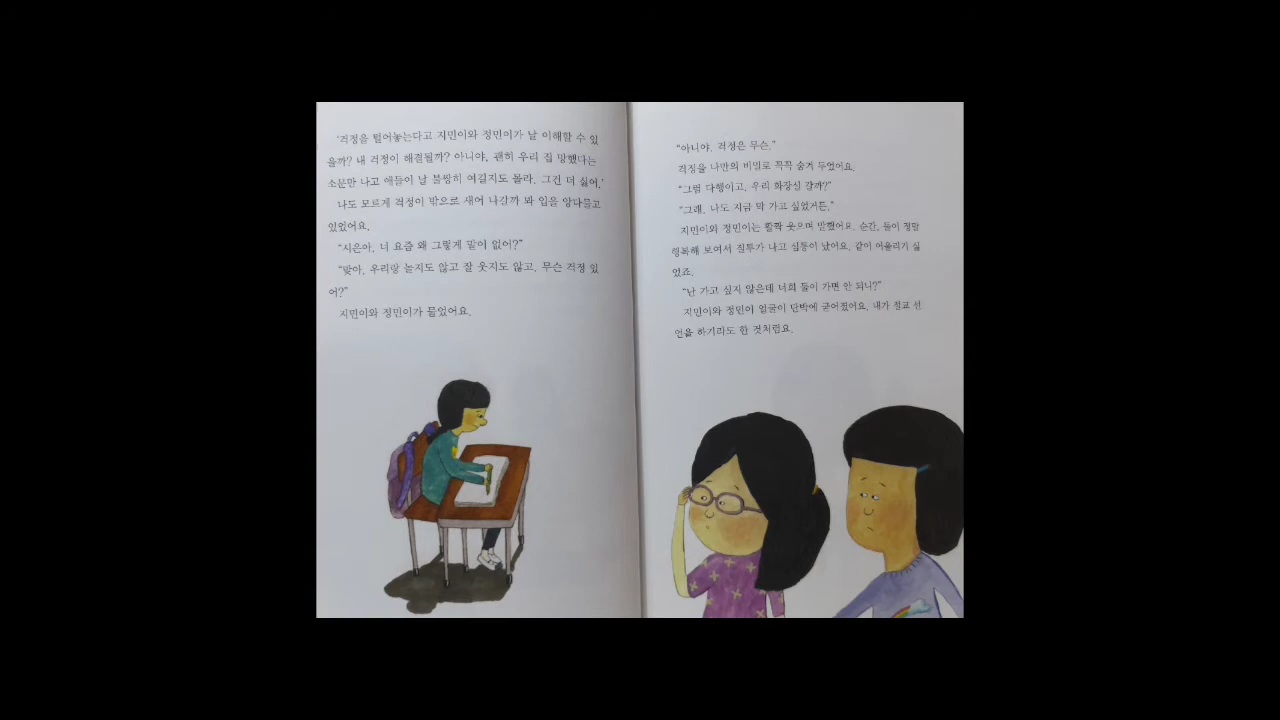 '걱정을 털어놓는다고 지민이와 정민이가 날 이해할 수 있
을까? 내 걱정이 해결될까? 아니야, 괜히 우리 집 망했다는
소문만 나고 애들이 날 불쌍히 여길지도 몰라. 그건 더 싫어.'
나도 모르게 걱정이 밖으로 새어 나갈까 봐 입을 앙다물고
있었어요.
"시은아, 너 요즘 왜 그렇게 말이 없어?"
"맞아. 우리랑 놀지도 않고 잘 웃지도 않고. 무슨 걱정 있
어?"
지민이와 정민이가 물었어요.
"아니야. 걱정은 무슨."
걱정을 나만의 비밀로 꼭꼭 숨겨 두었어요.
"그럼 다행이고. 우리 화장실 갈까?"
"그래. 나도 지금 막 가고 싶었거든."
지민이와 정민이는 활짝 웃으며 말했어요. 순간, 둘이 정말
행복해 보여서 질투가 나고 심통이 났어요. 같이 어울리기 싫
었죠.
"난 가고 싶지 않은데 너희 둘이 가면 안 되니?"
지민이와 정민이 얼굴이 단박에 굳어졌어요. 내가 절교 선
언을 하기라도 한 것처럼요.